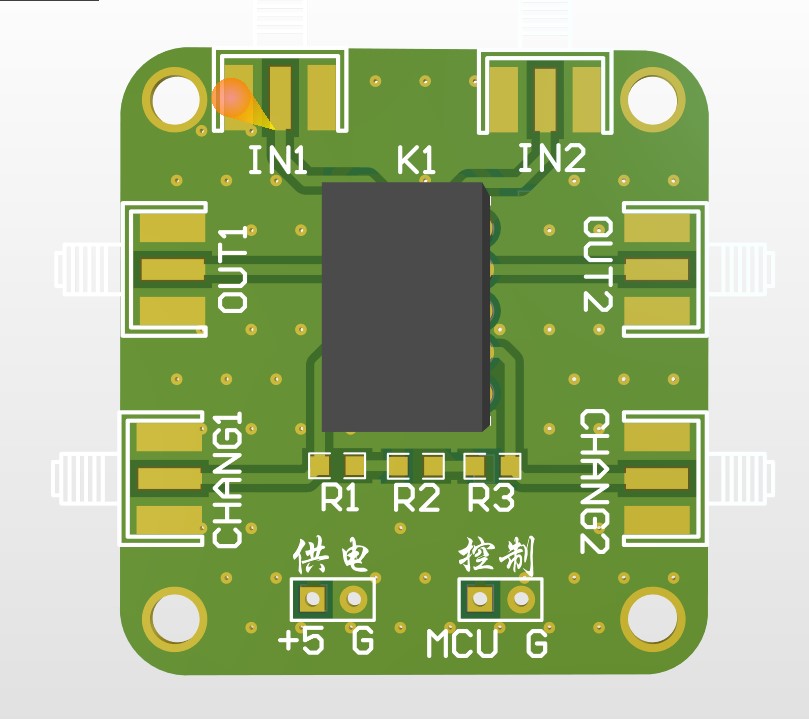 IN1
K1
IN2
OUT1
OUT2
CHANG1
CHANG2
R1
R2
R3
供电
控制
+5 G
MCU G